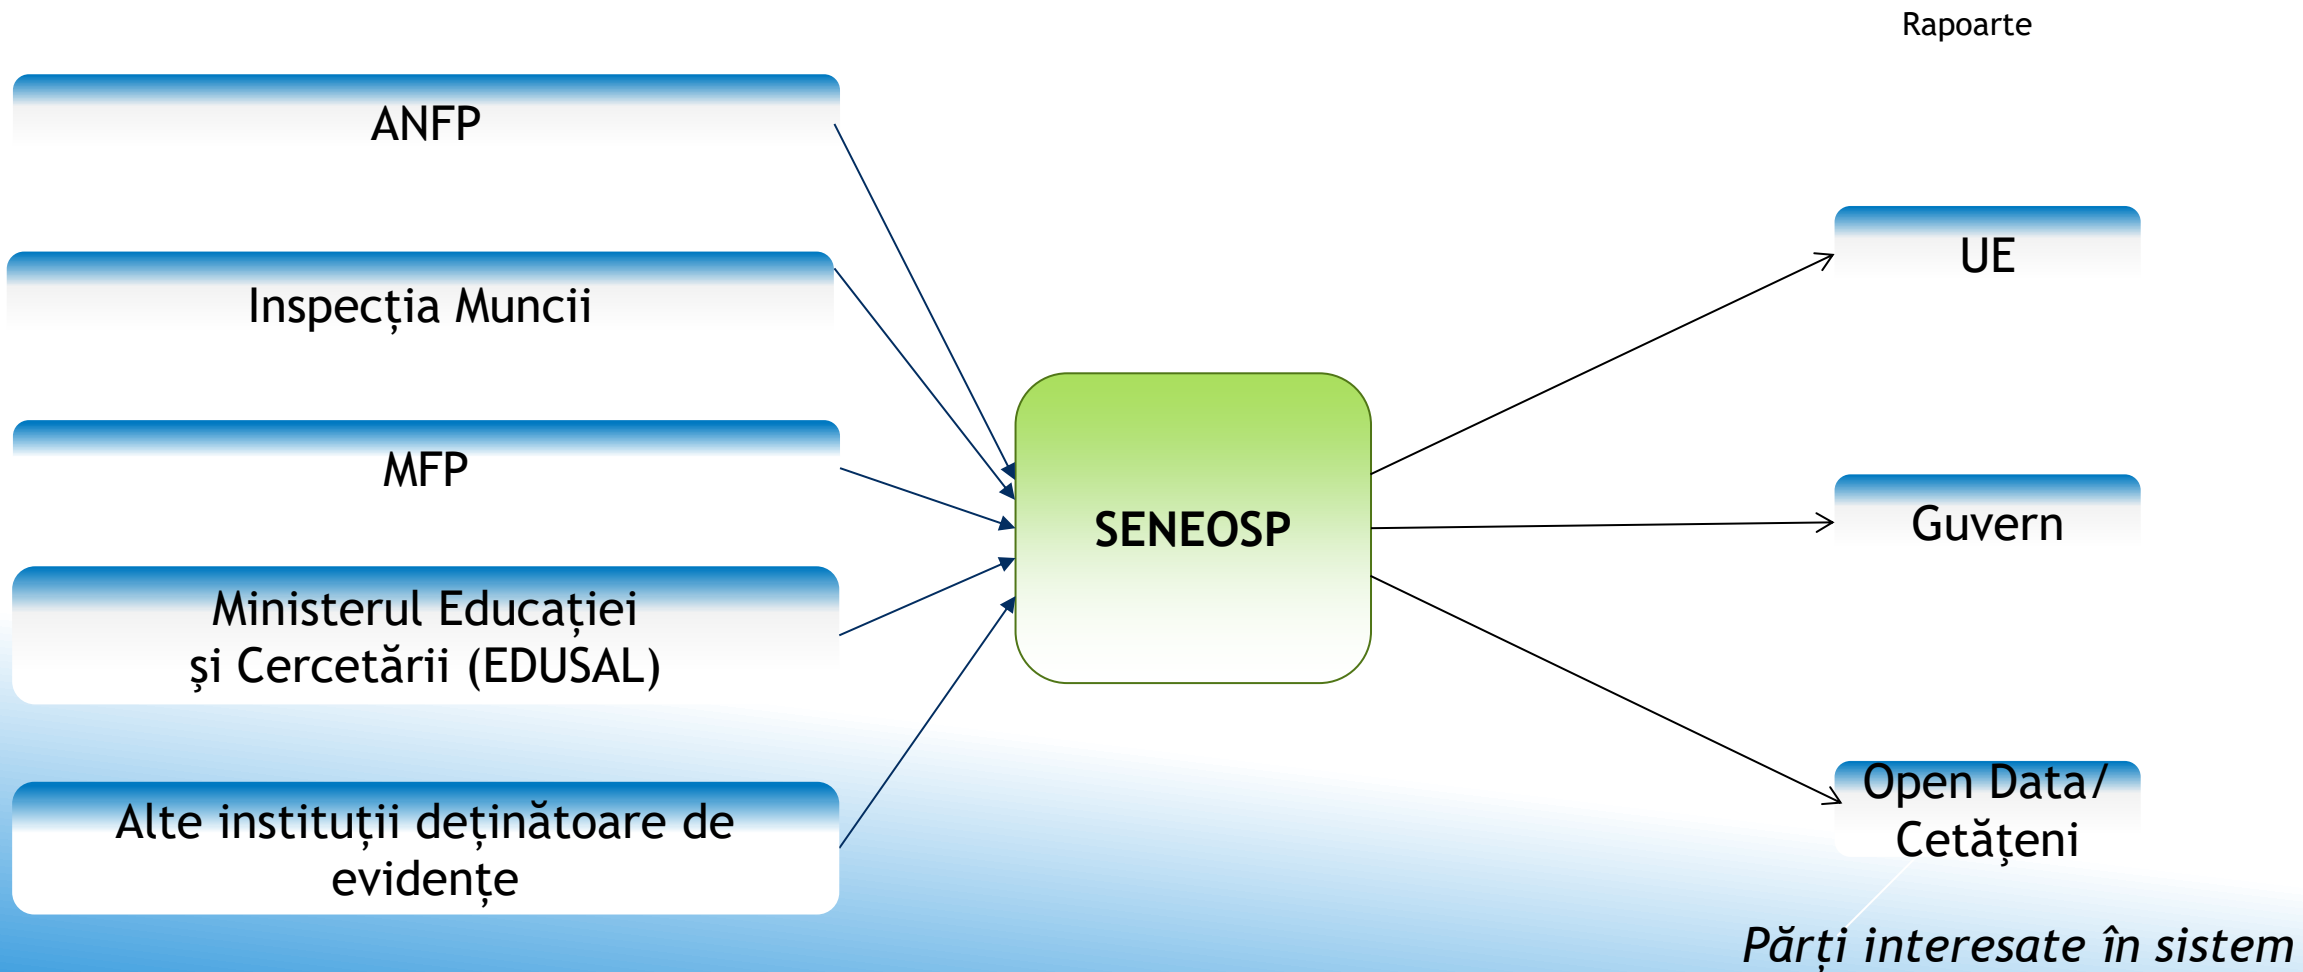 Rapoarte
ANFP
Inspecția Muncii
MFP
Ministerul Educației
și Cercetării (EDUSAL)
Alte instituții deținătoare de
evidențe
SENEOSP
UE
Guvern
Open Data/
Cetăţeni
Părți interesate în sistem